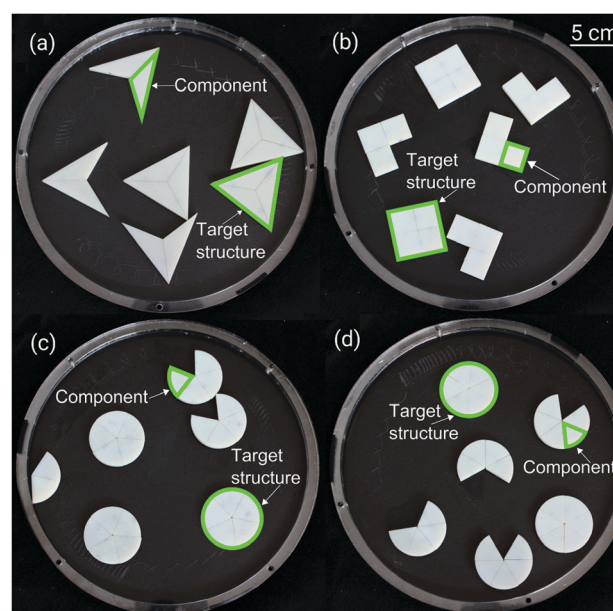 (a)
Component
Target
structure
(b)
5 cm
Target
structure
Component
(c)
Component
Target
structure
(d)
Target
structure
Component